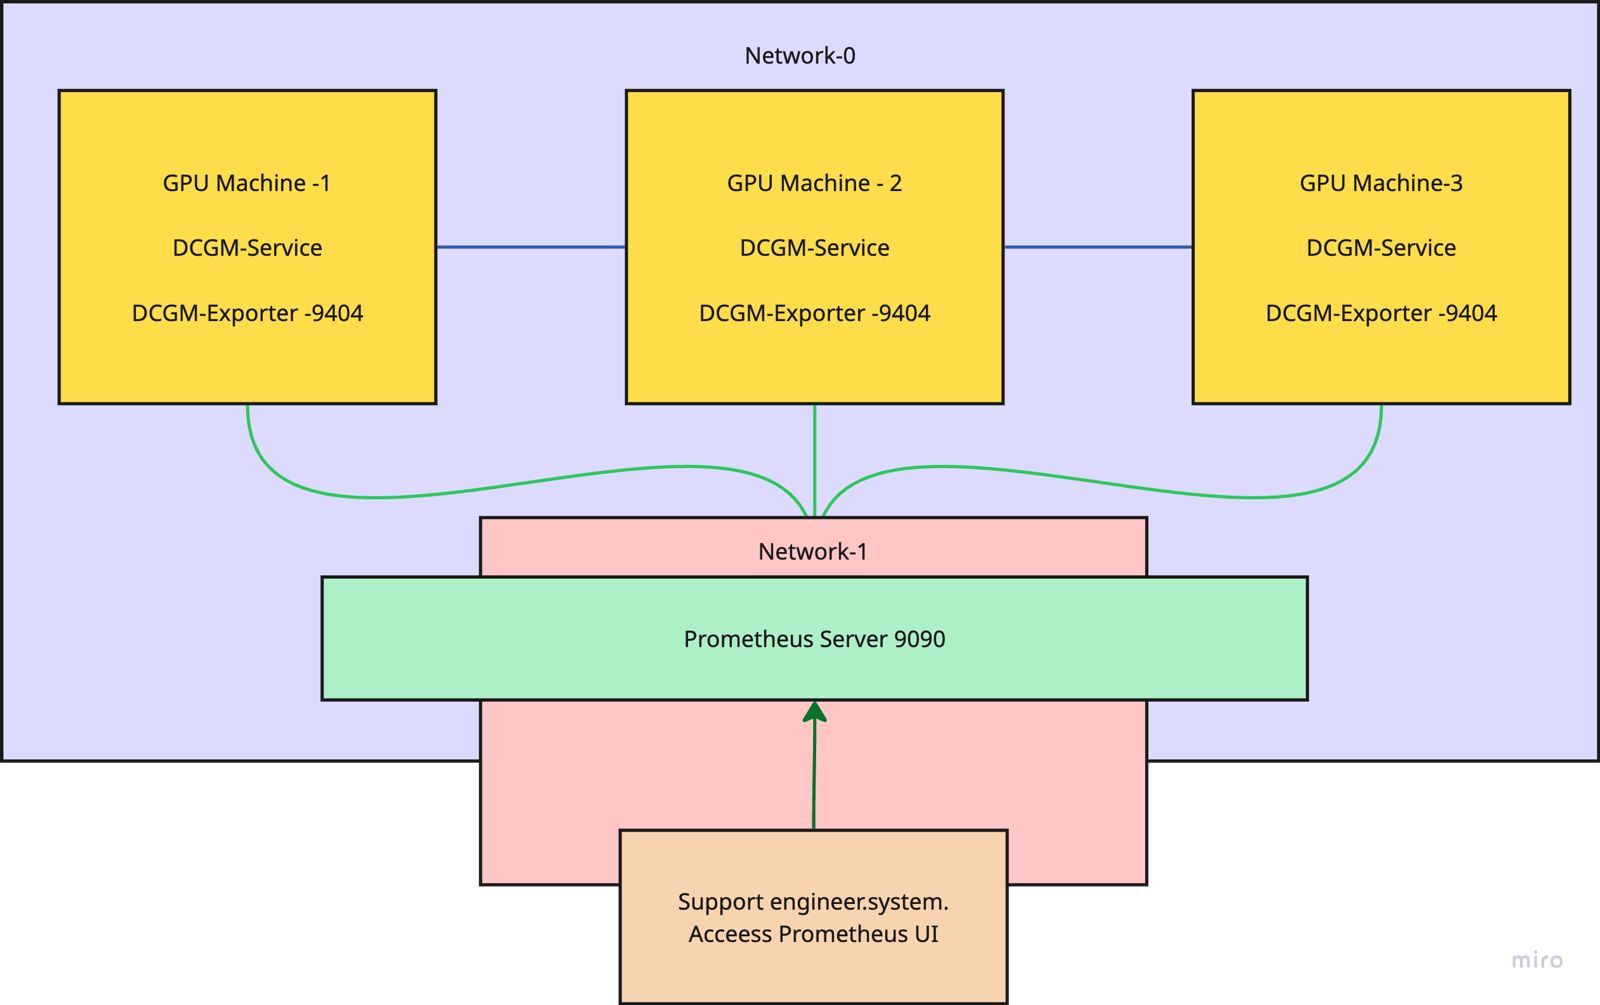 Network-0
GPU Machine -1
DCGM-Service
DCGM-Exporter -9404
GPU Machine - 2
DCGM-Service
DCGM-Exporter -9404
GPU Machine-3
DCGM-Service
DCGM-Exporter -9404
Network-1
Prometheus Server 9090
Support engineer.system.
Acceess Prometheus UI
miro